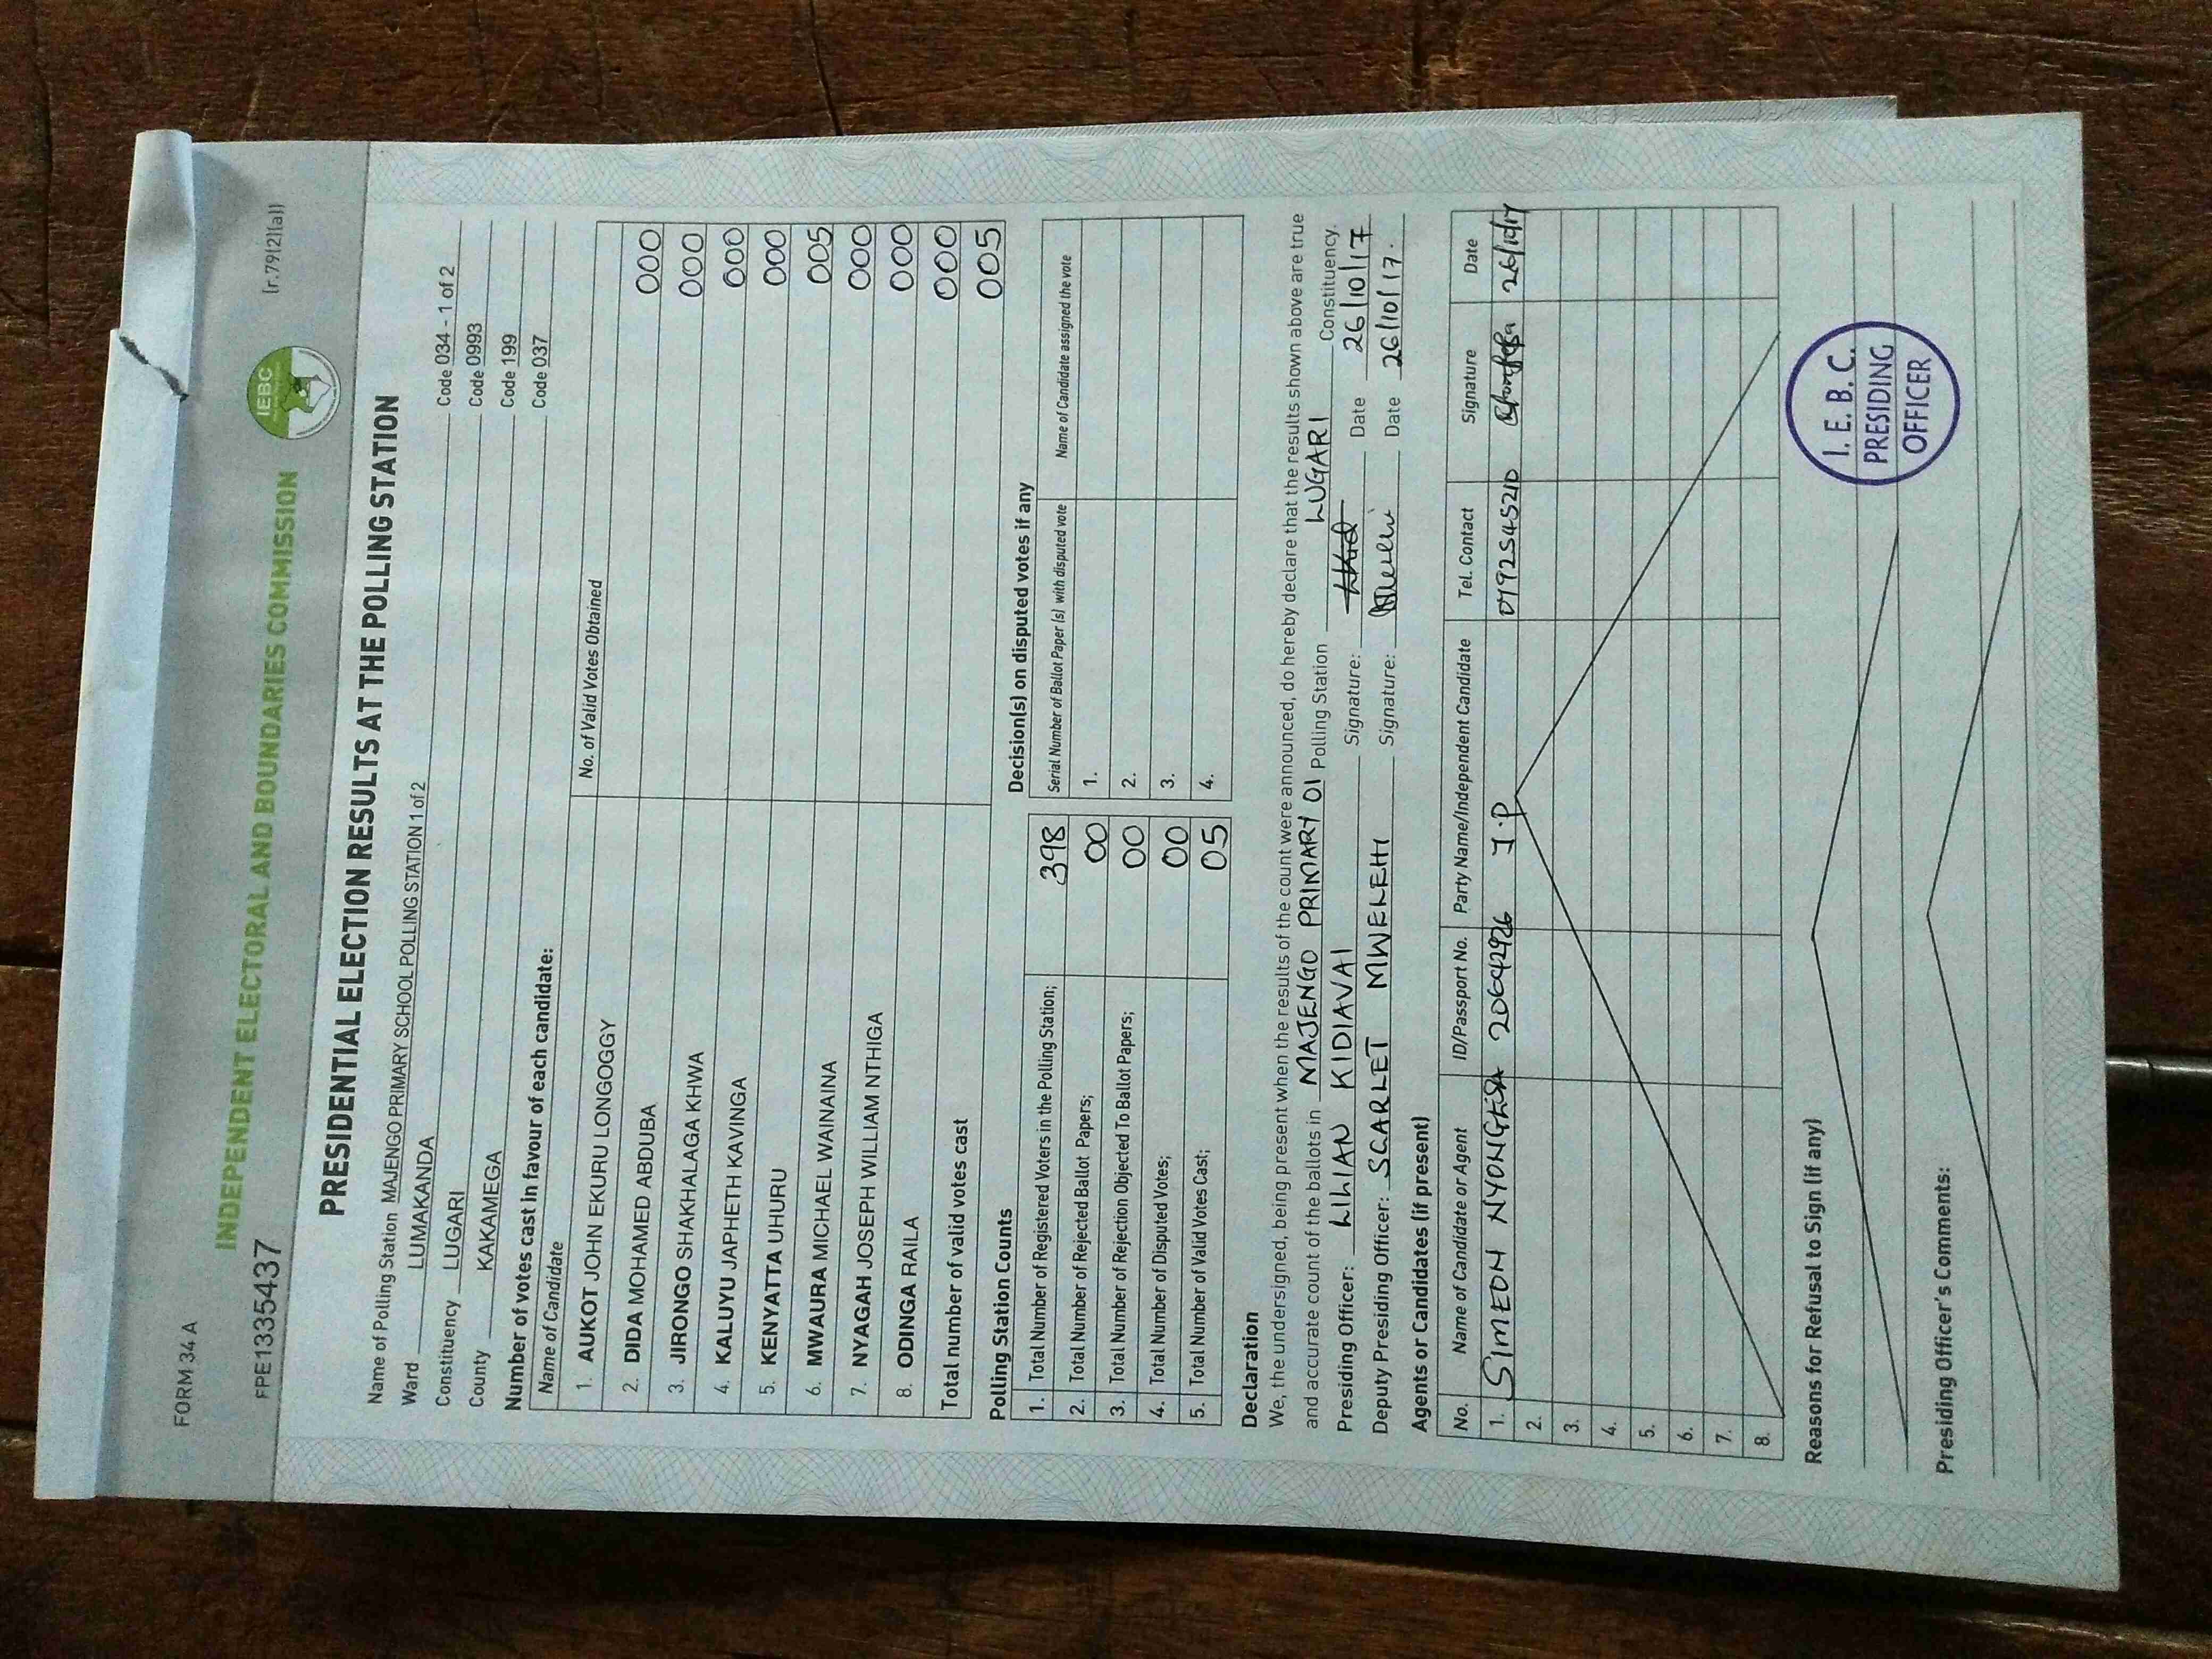 FORM 34 A
[r.79(2)(a)]
IEBC
INDEPENDENT ELECTORAL AND BOUNDARIES COMMISSION
FPE1335437
PRESIDENTIAL ELECTION RESULTS AT THE POLLING STATION
Name of Polling Station MAJENGO PRIMARY SCHOOL POLLING STATION 1 of 2 Code 034 - 1 of 2
Ward LUMAKANDA Code 0993
Constituency LUGARI Code 199
County KAKAMEGA Code 037
Number of votes cast in favour of each candidate:
Name of Candidate No. of Valid Votes Obtained
1. AUKOT JOHN EKURU LONGOGGY 000
2. DIDA MOHAMED ABDUBA 000
3. JIRONGO SHAKHALAGA KHWA 000
4. KALUYU JAPHETH KAVINGA 000
5. KENYATTA UHURU 005
6. MWAURA MICHAEL WAINAINA 000
7. NYAGAH JOSEPH WILLIAM NTHIGA 000
8. ODINGA RAILA 000
Total number of valid votes cast 005
Polling Station Counts
1. Total Number of Registered Voters in the Polling Station; 398
2. Total Number of Rejected Ballot Papers; 00
3. Total Number of Rejection Objected To Ballot Papers; 00
4. Total Number of Disputed Votes; 00
5. Total Number of Valid Votes Cast; 05
Decision(s) on disputed votes if any
Serial Number of Ballot Paper (s) with disputed vote Name of Candidate assigned the vote
1.
2.
3.
4.
Declaration
We, the undersigned, being present when the results of the count were announced, do hereby declare that the results shown above are true
and accurate count of the ballots in MAJENGO PRIMARY 01 Polling Station LUGARI Constituency.
Presiding Officer: LILIAN KIDIAVAI Signature: Date 26/10/17
Deputy Presiding Officer: SCARLET MWELEHI Signature: Date 26/10/17.
Agents or Candidates (if present)
No. Name of Candidate or Agent ID/Passport No. Party Name/Independent Candidate Tel. Contact Signature Date
1. SIMEON NYONGESA 20642926 J.P 0792545210 26/10/17
2.
3.
4.
5.
6.
7.
8.
Reasons for Refusal to Sign (if any)
Presiding Officer's Comments:
I. E. B. C.
PRESIDING
OFFICER